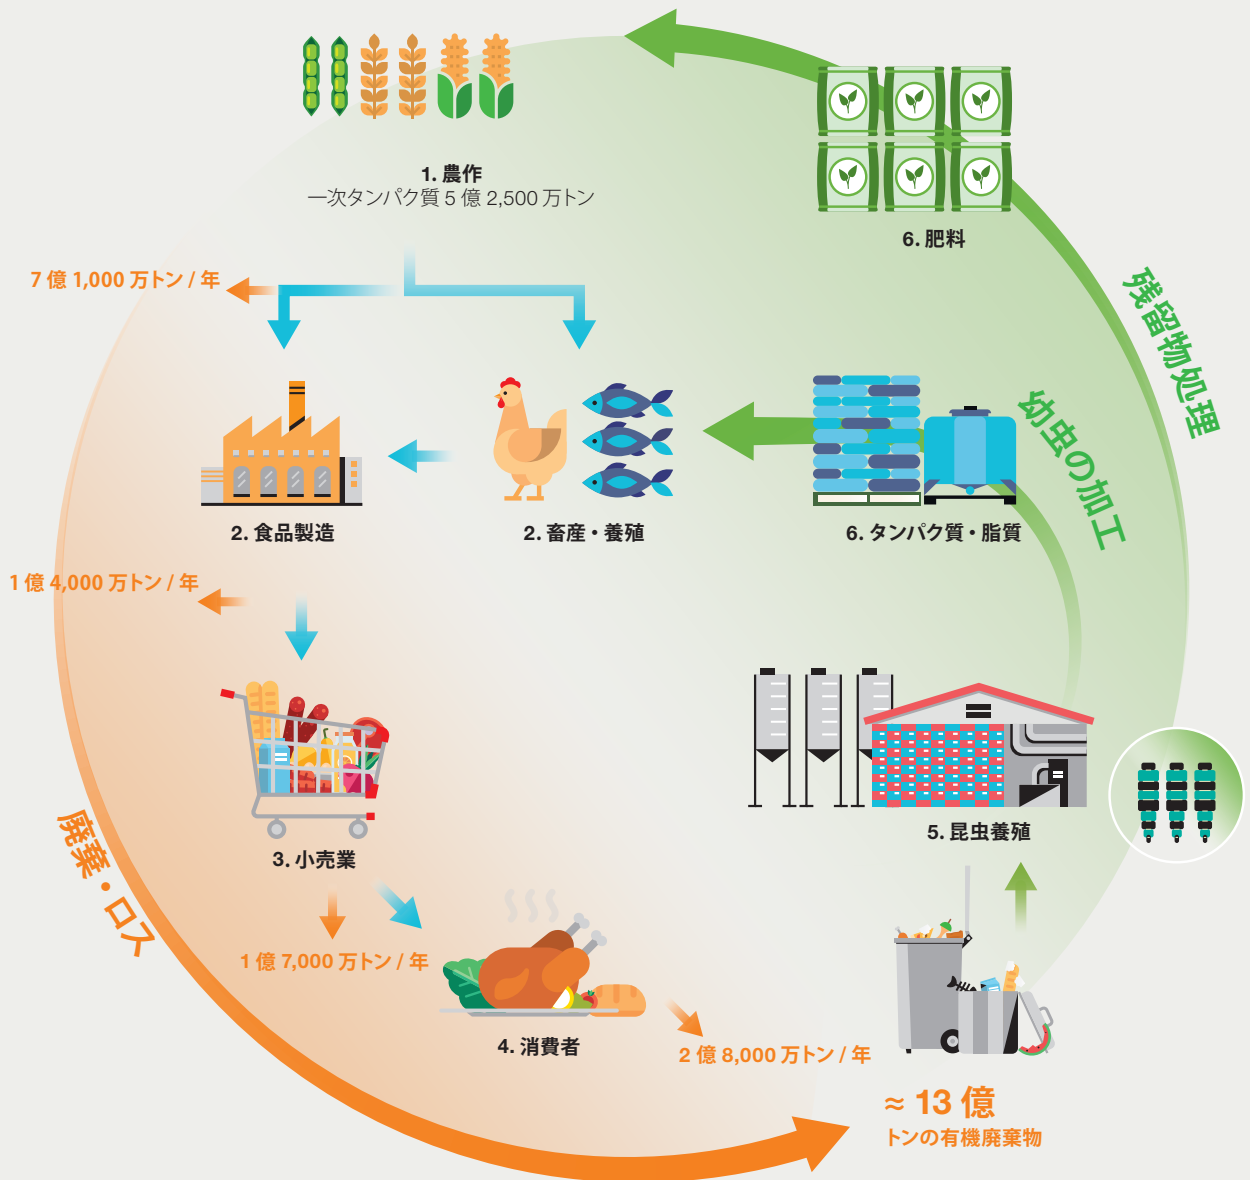 1. 農作
一次タンパク質 5 億 2,500 万トン
6. 肥料
7 億 1,000 万トン / 年
残留物処理
幼虫の加工
2. 食品製造
2. 畜産・養殖
6. タンパク質・脂質
1 億 4,000 万トン / 年
3. 小売業
5. 昆虫養殖
廃棄・ロス
1 億 7,000 万トン / 年
4. 消費者
2 億 8,000 万トン / 年
≈ 13 億
トンの有機廃棄物